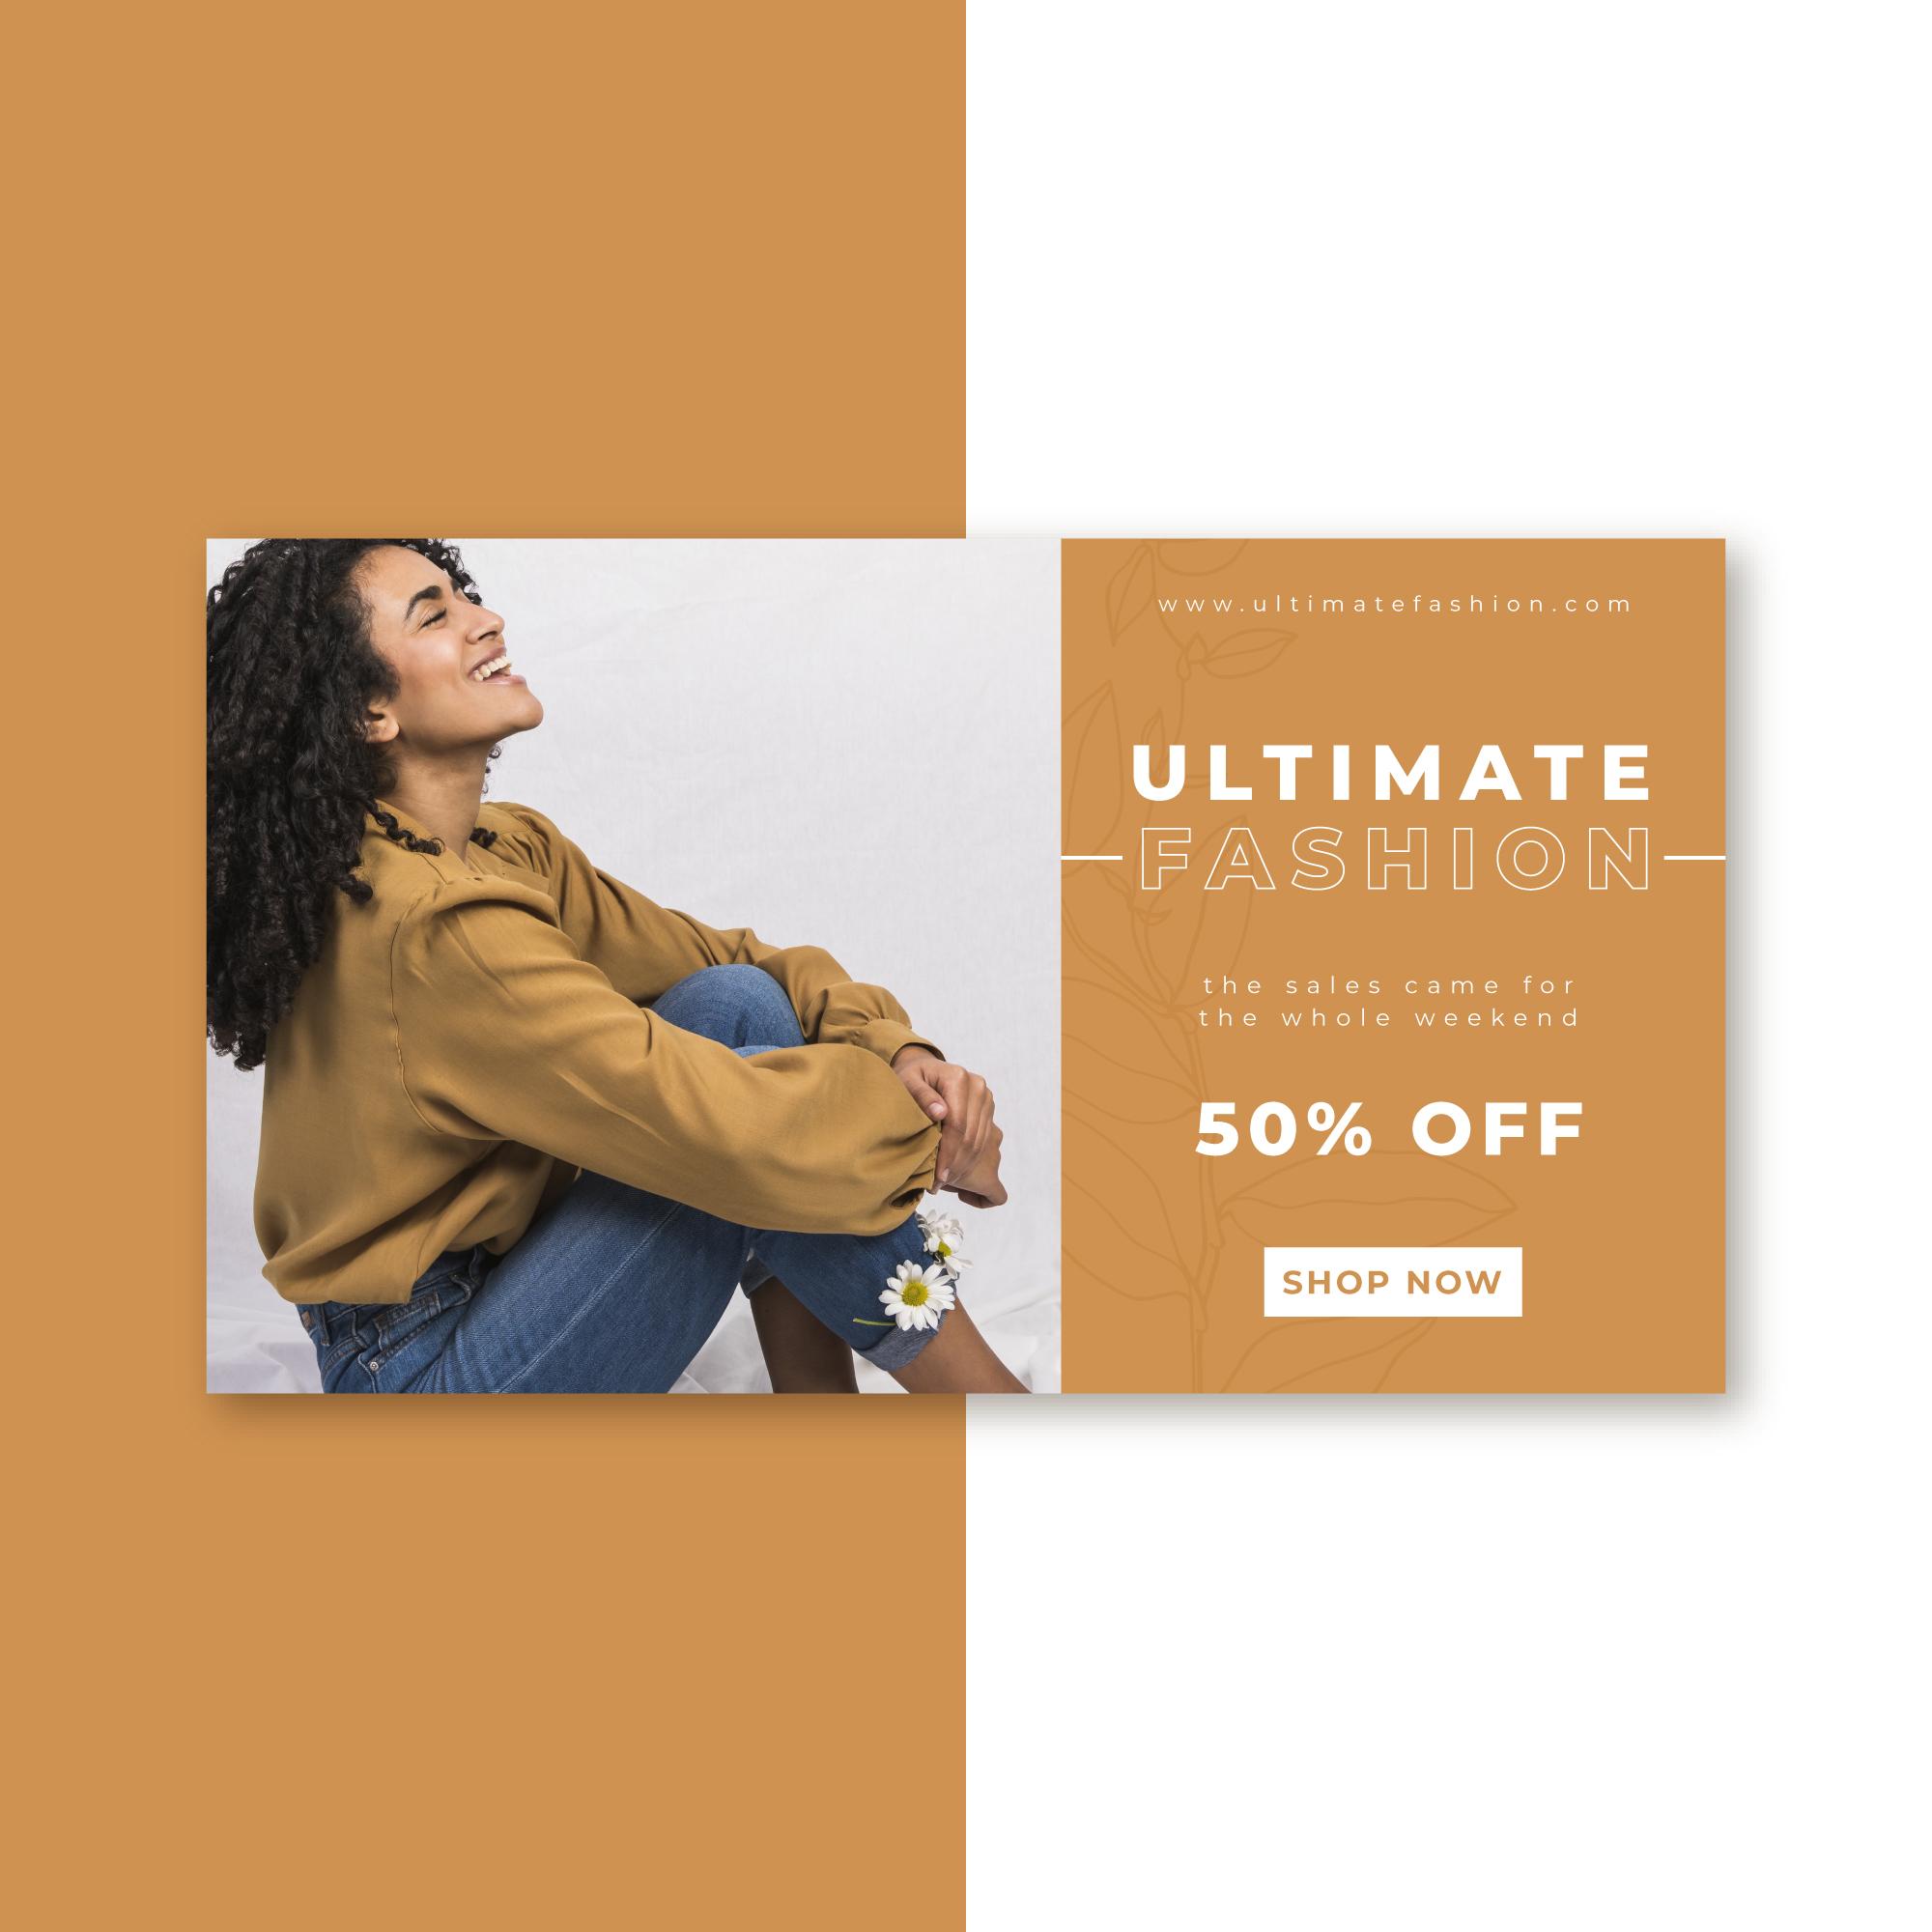 www.ultimatefashion.com
ULTIMATE
FASHION
the sales came for
the whole weekend
50% OFF
SHOP NOW